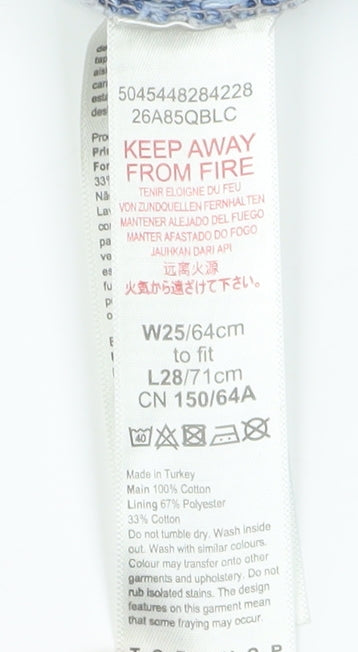 5045448284228
26A85QBLC
KEEP AWAY
FROM FIRE
TENIR ELOIGNE DU FEU
VON ZUNDQUELLEN FERNHALTEN
MANTENER ALEJADO DEL FUEGO
MANTER AFASTADO DO FOGO
JAUHKAN DARI API
远离火源
火気から遠ざけて下さい。
W25/64cm
to fit
L28/71cm
CN 150/64A
40
Made in Turkey
Main 100% Cotton
Lining 67% Polyester
33% Cotton
Do not tumble dry. Wash inside
out. Wash with similar colours.
Colour may transfer onto other
garments and upholstery. Do not
rub isolated stains. The design
features on this garment mean
that some fraying may occur.